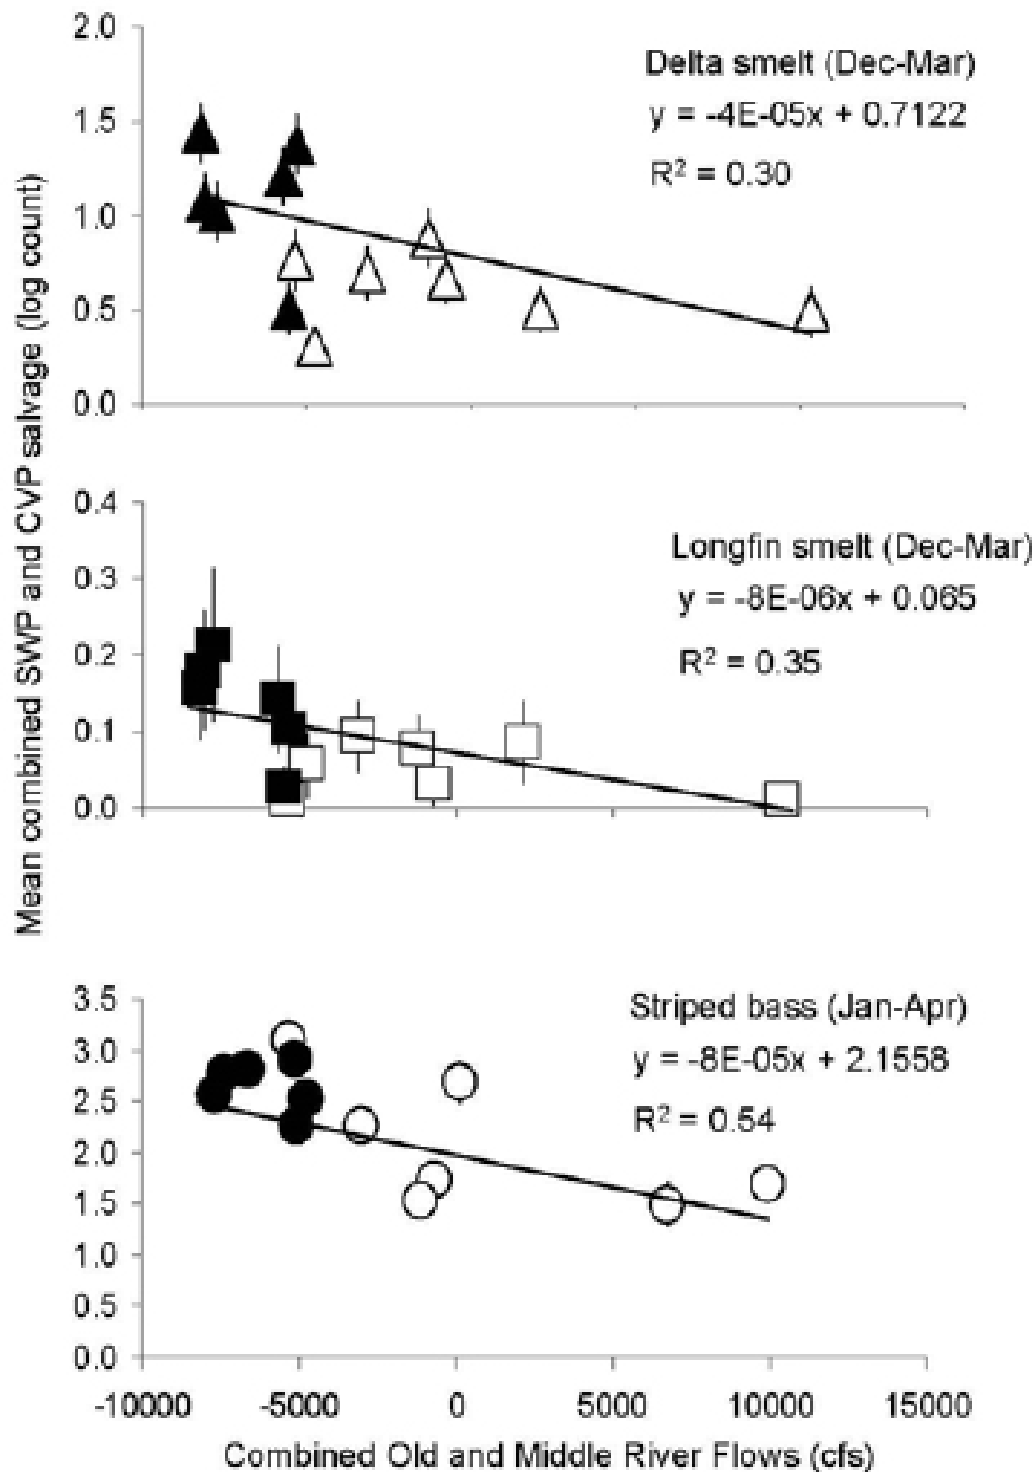 Mean combined SWP and CVP salvage (log count)
2.0
1.5
1.0
0.5
0.0
Delta smelt (Dec-Mar)
y = -4E-05x + 0.7122
R² = 0.30
0.4
0.3
0.2
0.1
0.0
Longfin smelt (Dec-Mar)
y = -8E-06x + 0.065
R² = 0.35
3.5
3.0
2.5
2.0
1.5
1.0
0.5
0.0
Striped bass (Jan-Apr)
y = -8E-05x + 2.1558
R² = 0.54
-10000 -5000 0 5000 10000 15000
Combined Old and Middle River Flows (cfs)